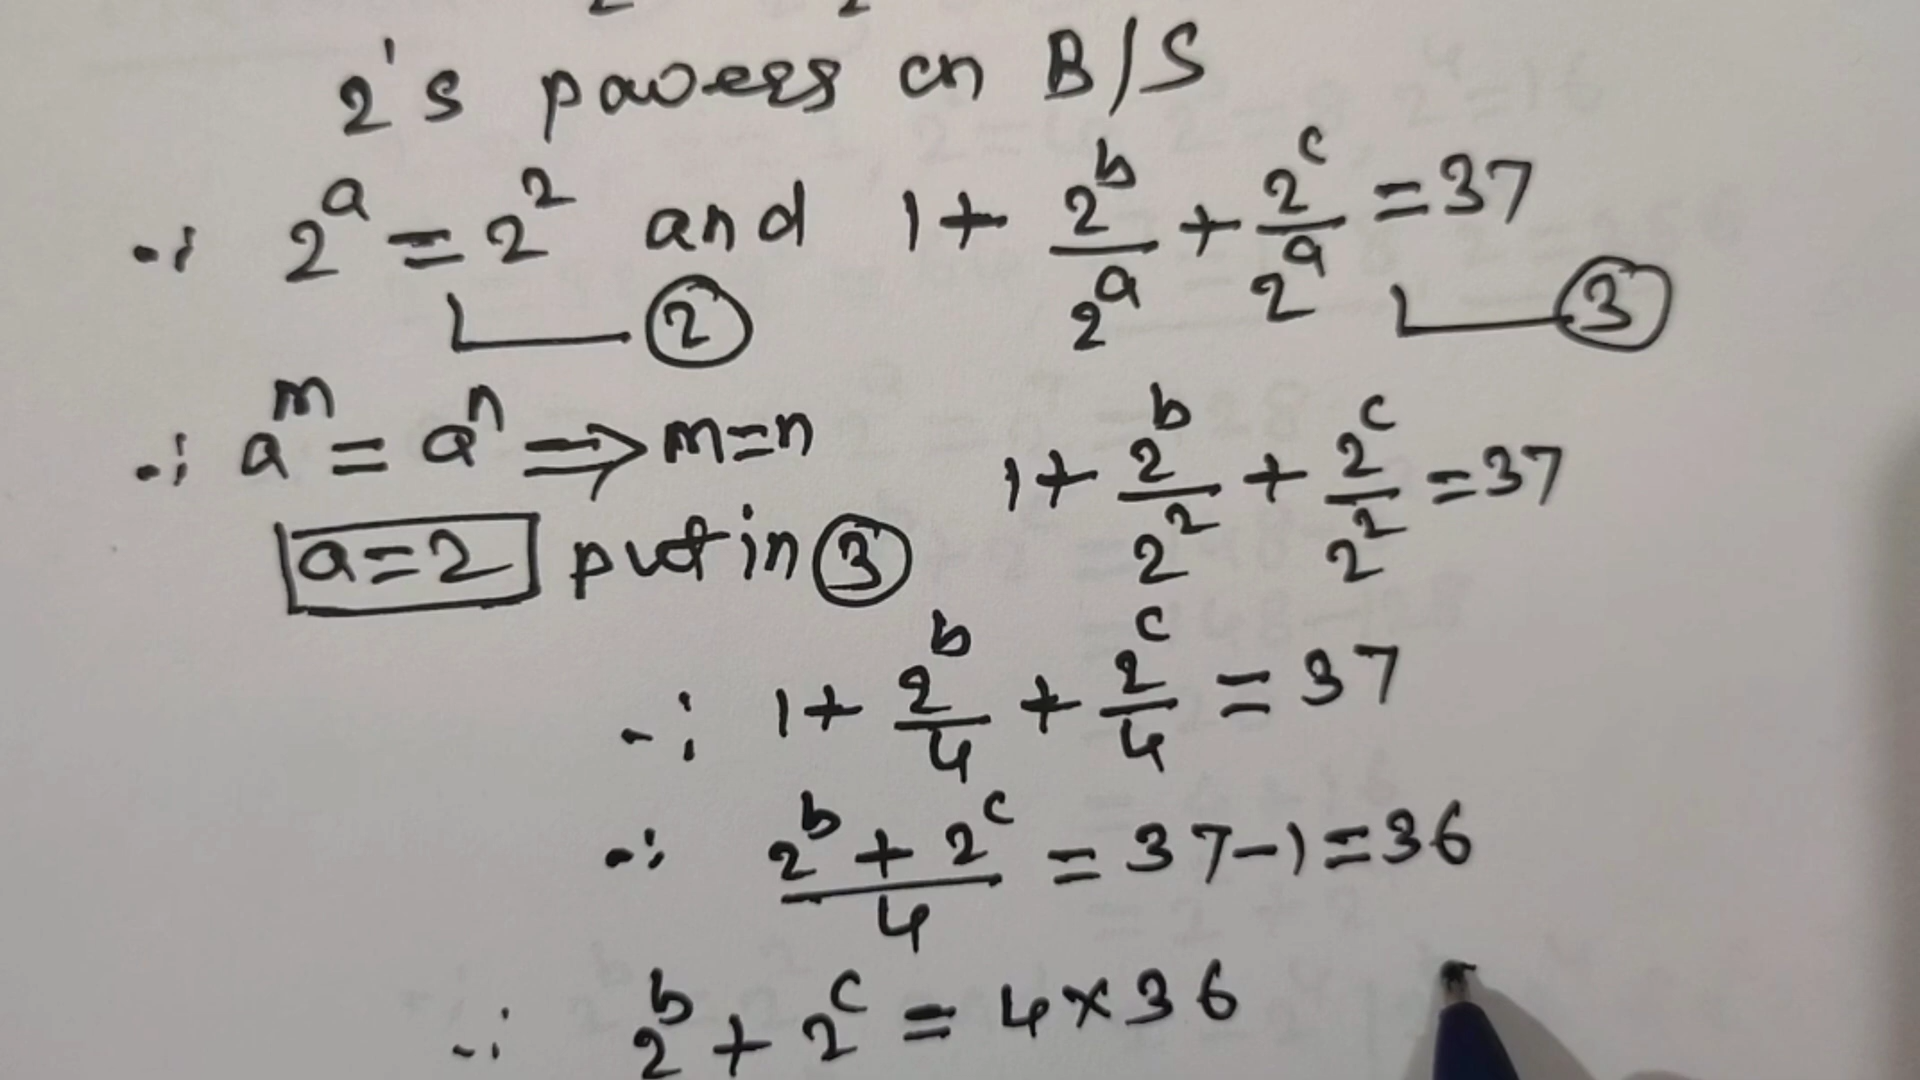 2's powers on B/S
∴ 2^a = 2^2 and 1 + 2^b/2^a + 2^c/2^a = 37
② ③
∴ a^m = a^n ⇒ m=n
1 + 2^b/2^2 + 2^c/2^2 = 37
a=2 put in ③
∴ 1 + 2^b/4 + 2^c/4 = 37
∴ (2^b + 2^c)/4 = 37-1 = 36
∴ 2^b + 2^c = 4×36